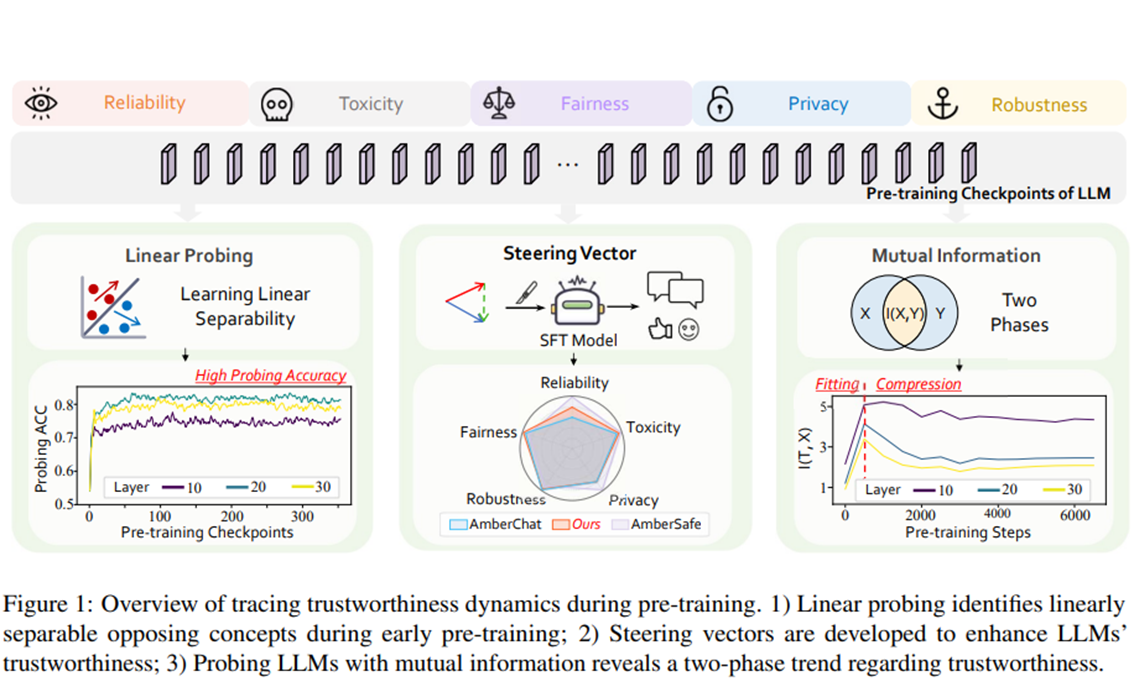 Reliability
Toxicity
Fairness
Privacy
Robustness
...
Pre-training Checkpoints of LLM
Linear Probing
Learning Linear
Separability
High Probing Accuracy
Probing ACC
0.8
0.7
0.6
0.5
Layer 10 20 30
0 100 200 300
Pre-training Checkpoints
Steering Vector
SFT Model
Reliability
Toxicity
Fairness
Robustness
Privacy
AmberChat Ours AmberSafe
Mutual Information
X I(X,Y) Y
Two
Phases
Fitting Compression
I(T, X)
5
3
1
Layer 10 20 30
0 2000 4000 6000
Pre-training Steps
Figure 1: Overview of tracing trustworthiness dynamics during pre-training. 1) Linear probing identifies linearly
separable opposing concepts during early pre-training; 2) Steering vectors are developed to enhance LLMs’
trustworthiness; 3) Probing LLMs with mutual information reveals a two-phase trend regarding trustworthiness.